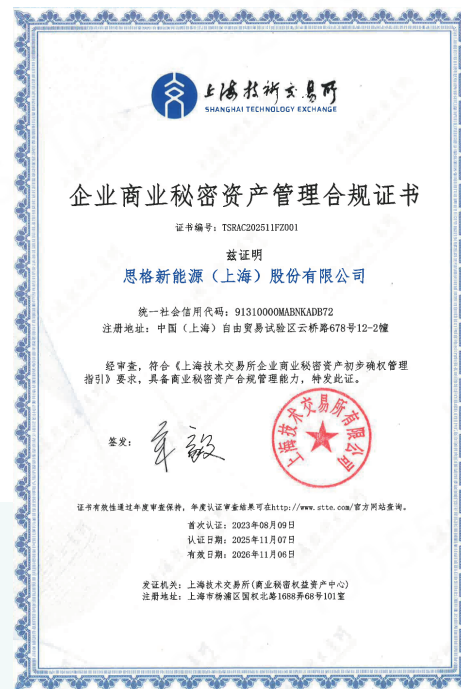 上海技术交易所
SHANGHAI TECHNOLOGY EXCHANGE
企业商业秘密资产管理合规证书
证书编号：TSRAC202511FZ001
兹证明
思格新能源（上海）股份有限公司
统一社会信用代码：91310000MABNKADB72
注册地址：中国（上海）自由贸易试验区云桥路678号12-2幢
经审查，符合《上海技术交易所企业商业秘密资产初步确权管理
指引》要求，具备商业秘密资产合规管理能力，特发此证。
签发：
上海技术交易所有限公司
证书有效性通过年度审查保持，年度认证审查结果可在http://www.stte.com/官方网站查询。
首次认证：2023年08月09日
认证日期：2025年11月07日
有效日期：2026年11月06日
发证机关：上海技术交易所(商业秘密权益资产中心)
注册地址：上海市杨浦区国权北路1688弄68号101室